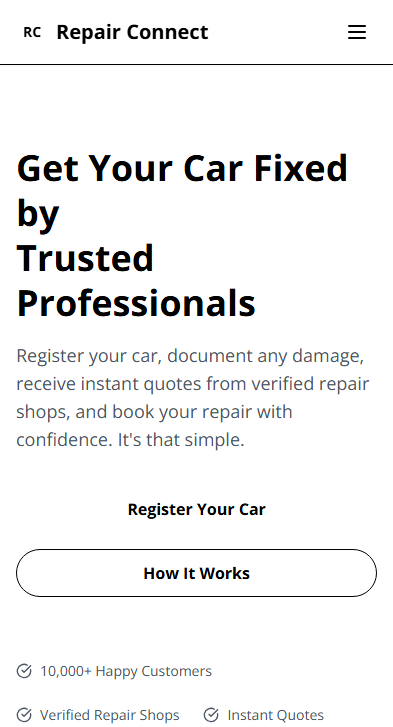 RC Repair Connect
Get Your Car Fixed
by
Trusted
Professionals
Register your car, document any damage,
receive instant quotes from verified repair
shops, and book your repair with
confidence. It's that simple.
Register Your Car
How It Works
10,000+ Happy Customers
Verified Repair Shops Instant Quotes